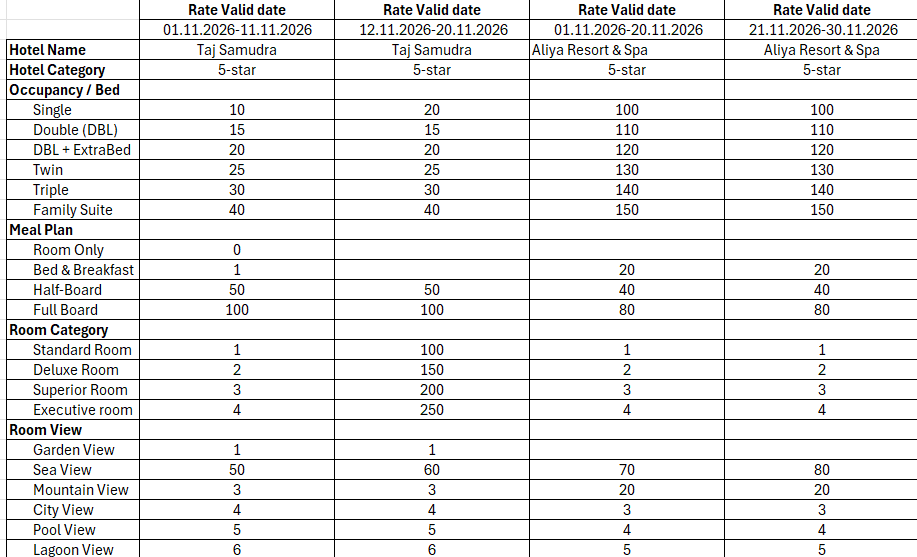 Rate Valid date Rate Valid date Rate Valid date Rate Valid date
01.11.2026-11.11.2026 12.11.2026-20.11.2026 01.11.2026-20.11.2026 21.11.2026-30.11.2026
Hotel Name Taj Samudra Taj Samudra Aliya Resort & Spa Aliya Resort & Spa
Hotel Category 5-star 5-star 5-star 5-star
Occupancy / Bed
Single 10 20 100 100
Double (DBL) 15 15 110 110
DBL + ExtraBed 20 20 120 120
Twin 25 25 130 130
Triple 30 30 140 140
Family Suite 40 40 150 150
Meal Plan
Room Only 0
Bed & Breakfast 1 20 20
Half-Board 50 50 40 40
Full Board 100 100 80 80
Room Category
Standard Room 1 100 1 1
Deluxe Room 2 150 2 2
Superior Room 3 200 3 3
Executive room 4 250 4 4
Room View
Garden View 1 1
Sea View 50 60 70 80
Mountain View 3 3 20 20
City View 4 4 3 3
Pool View 5 5 4 4
Lagoon View 6 6 5 5